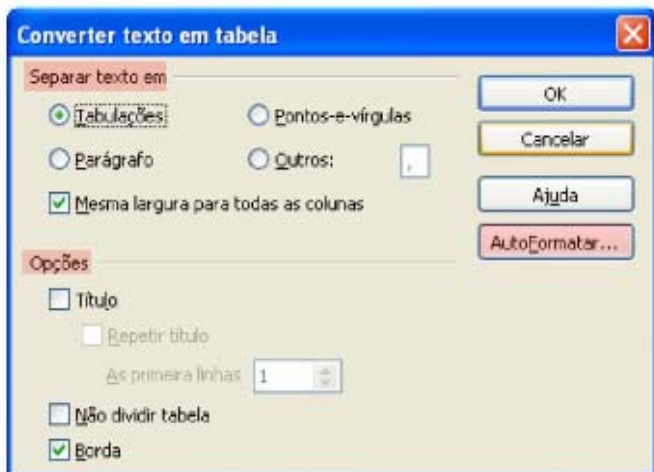 Converter texto em tabela
Separar texto em
Tabulações
Pontos-e-vírgulas
Parágrafo
Outros:
,
Mesma largura para todas as colunas
OK
Cancelar
Ajuda
AutoFormatar...
Opções
Título
Repetir título
As primeira linhas 1
Não dividir tabela
Borda